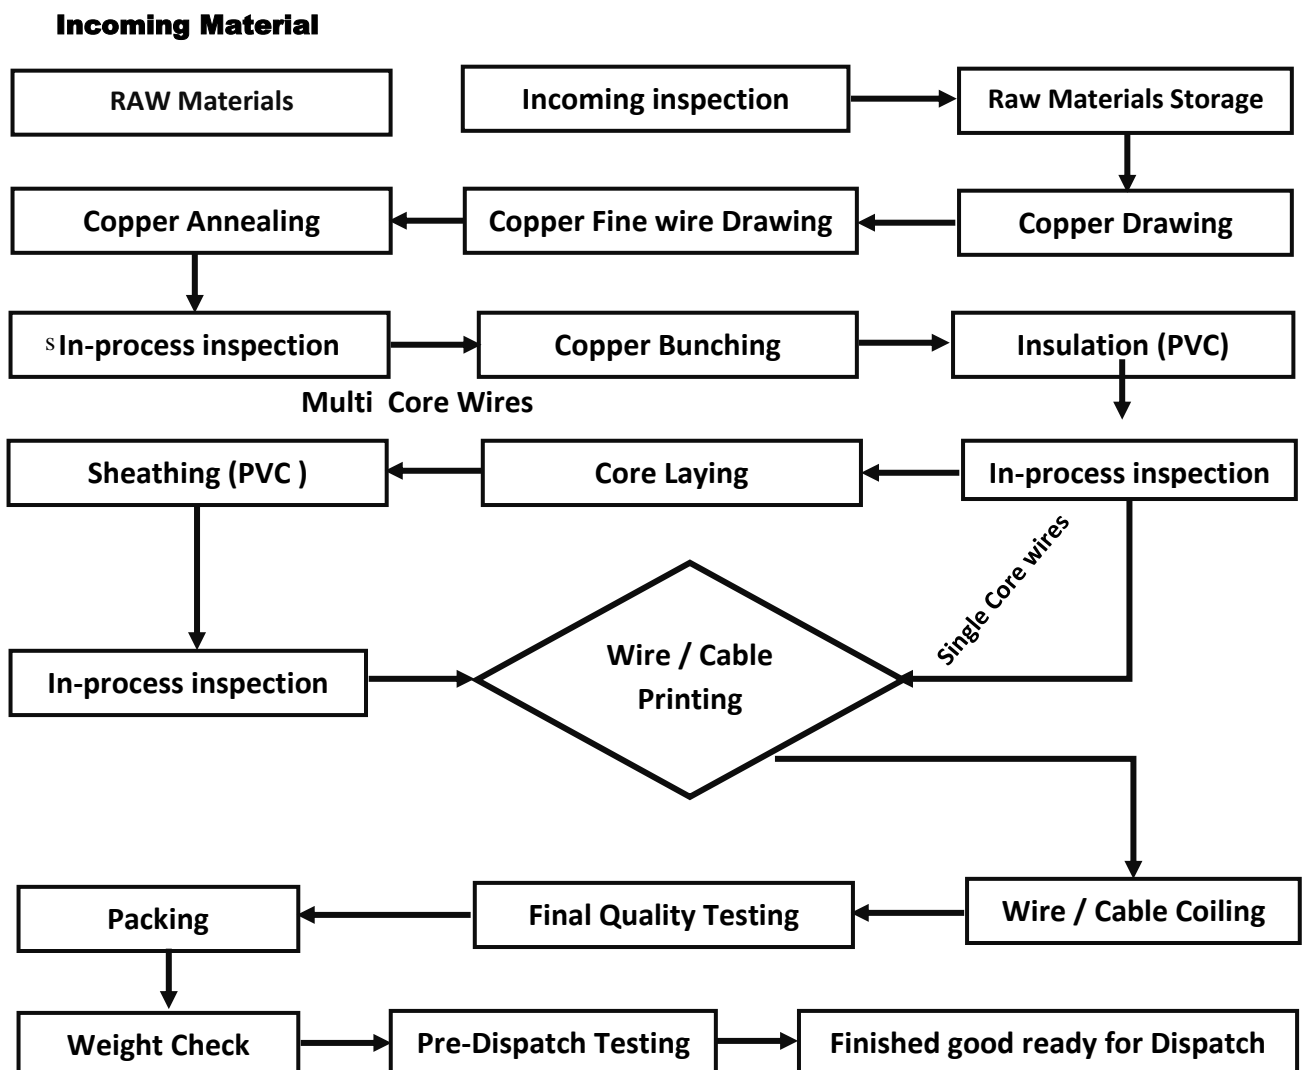 Incoming Material
RAW Materials
Incoming inspection
Raw Materials Storage
Copper Annealing
Copper Fine wire Drawing
Copper Drawing
s In-process inspection
Copper Bunching
Insulation (PVC)
Multi Core Wires
Sheathing (PVC )
Core Laying
In-process inspection
Single Core wires
In-process inspection
Wire / Cable
Printing
Packing
Final Quality Testing
Wire / Cable Coiling
Weight Check
Pre-Dispatch Testing
Finished good ready for Dispatch